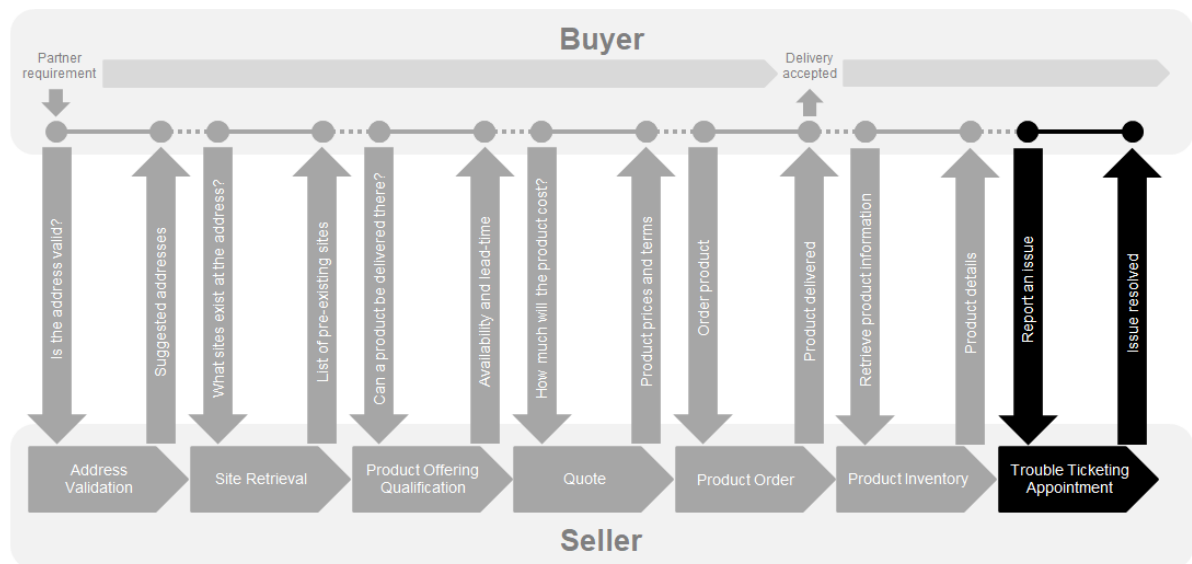 Buyer
Partner
requirement
Delivery
accepted
Is the address valid?
Suggested addresses
What sites exist at the address?
List of pre-existing sites
Can a product be delivered there?
Availability and lead-time
How much will the product cost?
Product prices and terms
Order product
Product delivered
Retrieve product information
Product details
Report an issue
Issue resolved
Address
Validation
Site Retrieval
Product Offering
Qualification
Quote
Product Order
Product Inventory
Trouble Ticketing
Appointment
Seller